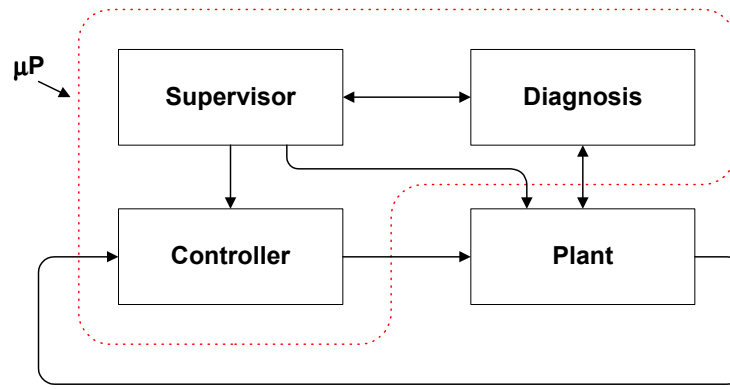 μP
Supervisor
Diagnosis
Controller
Plant